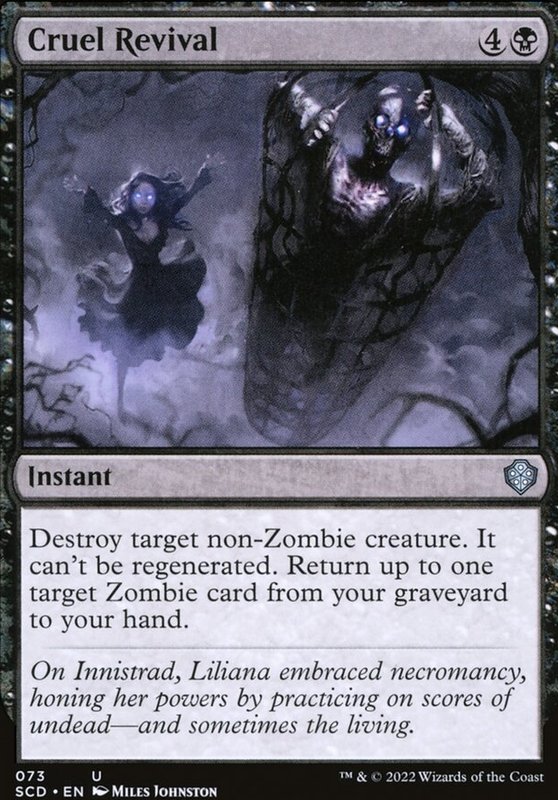 Cruel Revival 4
Instant
Destroy target non-Zombie creature. It
can't be regenerated. Return up to one
target Zombie card from your graveyard
to your hand.
On Innistrad, Liliana embraced necromancy,
honing her powers by practicing on scores of
undead—and sometimes the living.
073 U
SCD • EN Miles Johnston
™ & © 2022 Wizards of the Coast